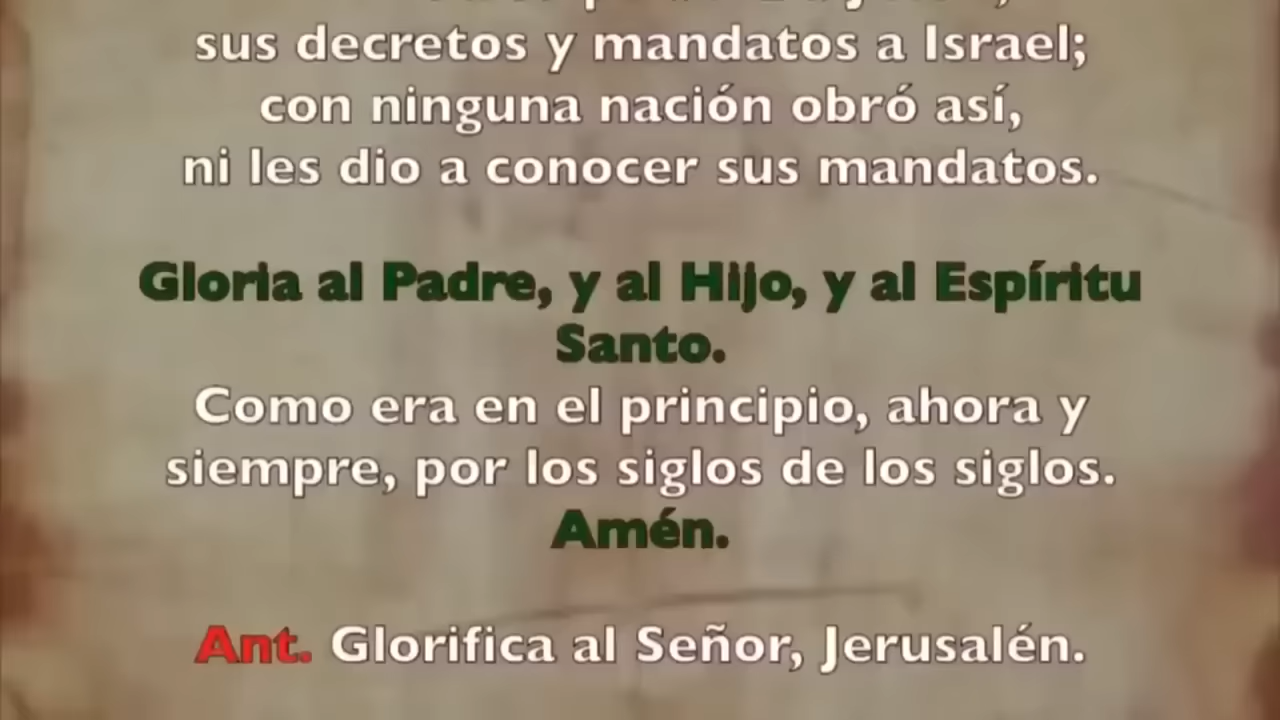 sus decretos y mandatos a Israel;
con ninguna nación obró así,
ni les dio a conocer sus mandatos.
Gloria al Padre, y al Hijo, y al Espíritu
Santo.
Como era en el principio, ahora y
siempre, por los siglos de los siglos.
Amén.
Ant. Glorifica al Señor, Jerusalén.